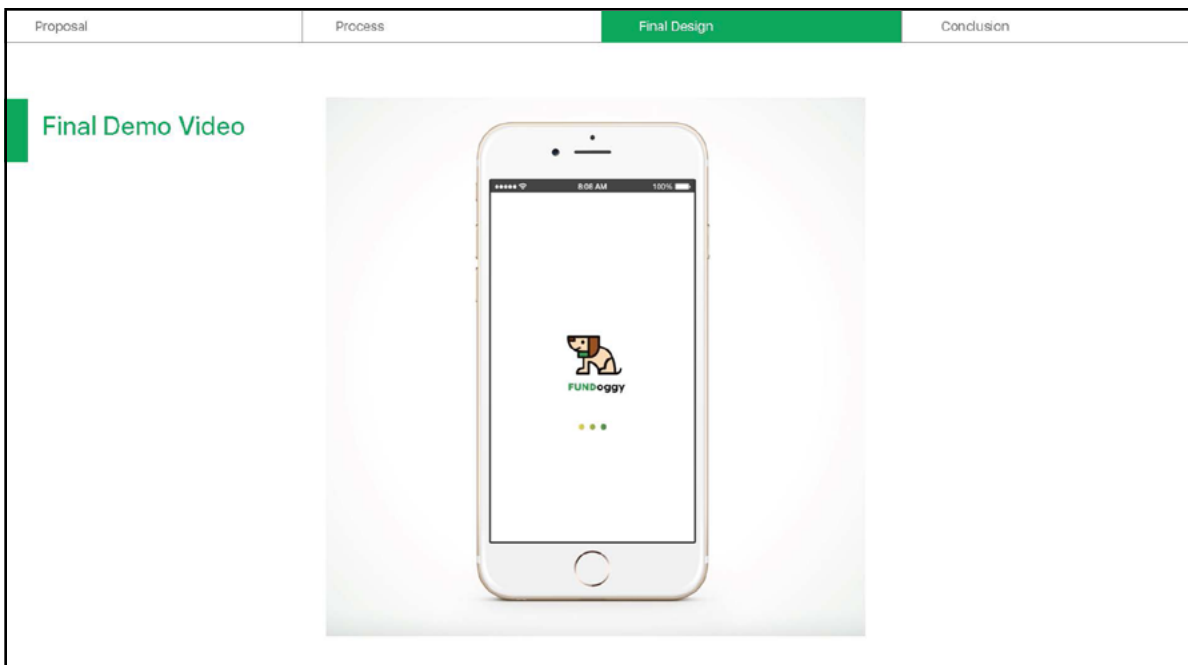 Proposal
Process
Final Design
Conclusion
Final Demo Video
8:08 AM
100%
FUNDoggy